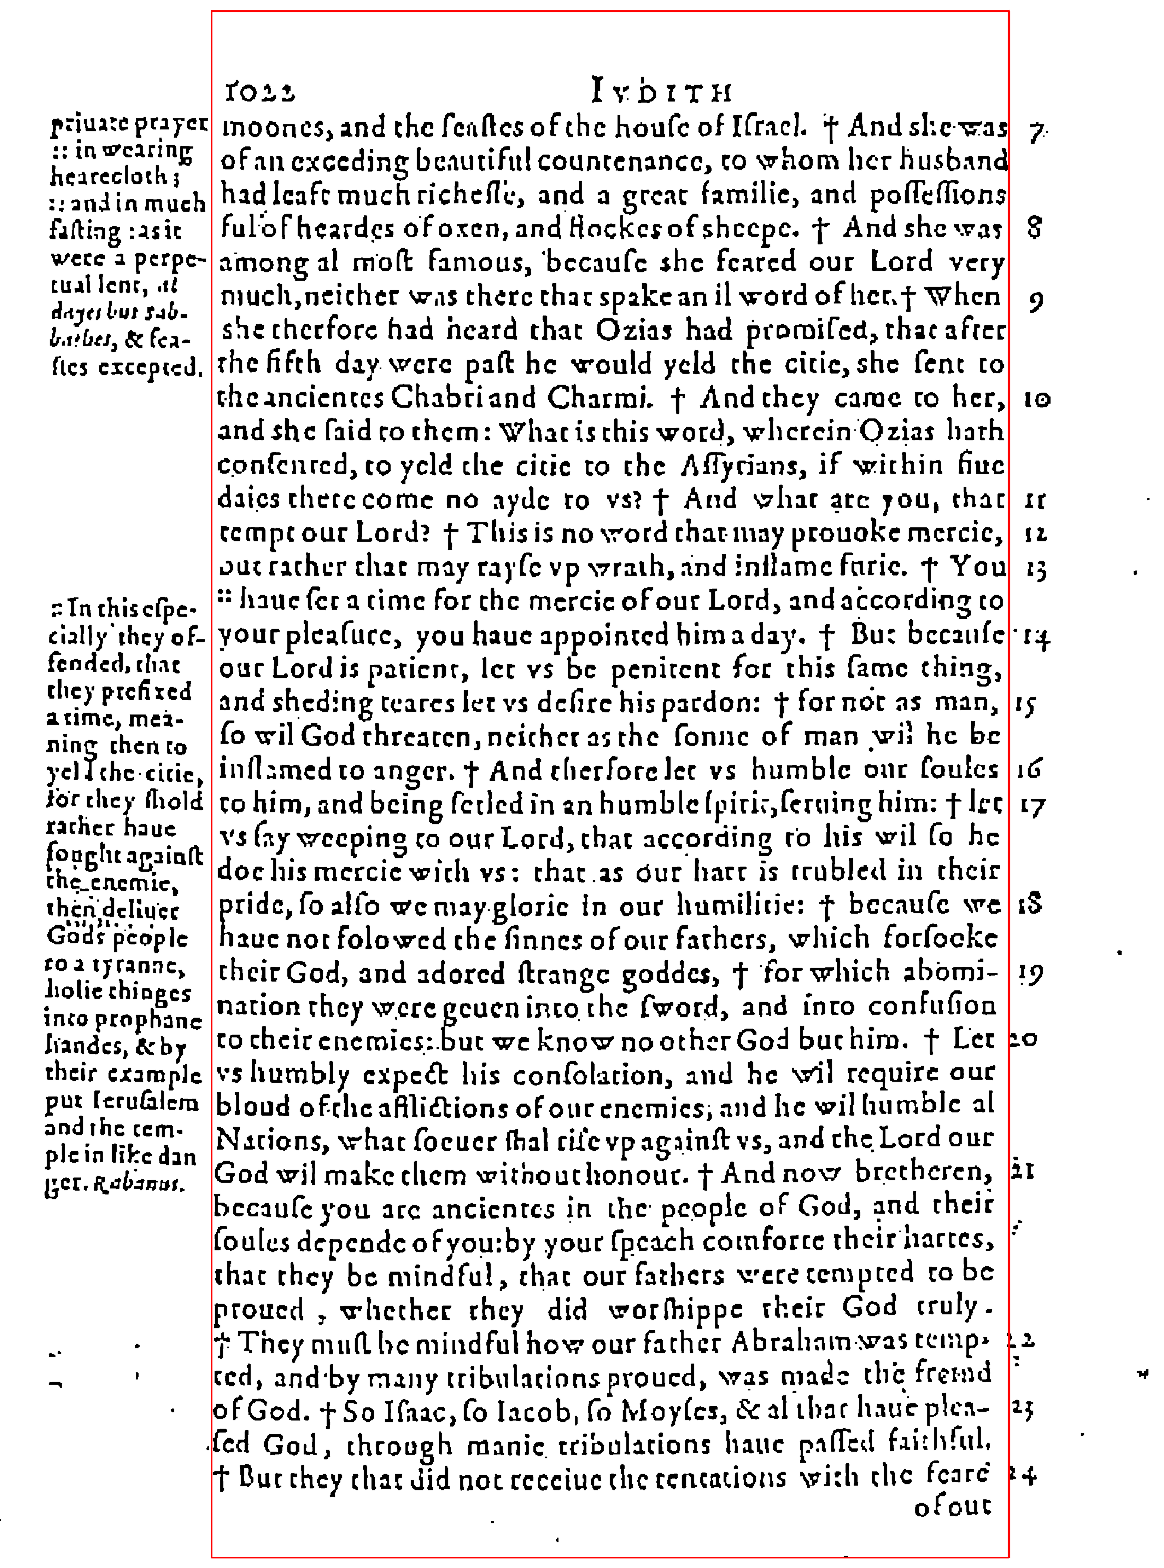 1022 IVDITH
moones, and the feaſtes of the houſe of Iſrael. † And she was 7
of an exceding beautiful countenance, to whom her husband
had leaft much richeſſe, and a great familie, and poſſeſſions
ful of heardes of oxen, and flockes of sheepe. † And she was 8
among al moſt famous, becauſe she feared our Lord very
much, neither was there that spake an il word of her. † When 9
she therfore had heard that Ozias had promiſed, that after
the fifth day were paſt he would yeld the citie, she ſent to
the ancientes Chabri and Charmi. † And they came to her, 10
and she ſaid to them: What is this word, wherein Ozias hath
conſented, to yeld the citie to the Aſſyrians, if within fiue
daies there come no ayde to vs? † And what are you, that 11
tempt our Lord? † This is no word that may prouoke mercie, 12
but rather that may rayſe vp wrath, and inflame furie. † You 13
:: haue ſet a time for the mercie of our Lord, and according to
your pleaſure, you haue appointed him a day. † But becauſe 14
our Lord is patient, let vs be penitent for this ſame thing,
and sheding teares let vs deſire his pardon: † for not as man, 15
ſo wil God threaten, neither as the ſonne of man wil he be
inflamed to anger. † And therfore let vs humble our ſoules 16
to him, and being ſetled in an humble ſpirit, ſeruing him: † let 17
vs ſay weeping to our Lord, that according to his wil ſo he
doe his mercie with vs: that as our hart is trubled in their
pride, ſo alſo we may glorie in our humilitie: † becauſe we 18
haue not folowed the ſinnes of our fathers, which forſooke
their God, and adored ſtrange goddes, † for which abomi- 19
nation they were geuen into the ſword, and into confuſion
to their enemies: but we know no other God but him. † Let 20
vs humbly expect his conſolation, and he wil require our
bloud of the afflictions of our enemies, and he wil humble al
Nations, what ſoeuer ſhal riſe vp againſt vs, and the Lord our
God wil make them without honour. † And now bretheren, 21
becauſe you are ancientes in the people of God, and their
ſoules depende of you: by your ſpeach comforte their hartes,
that they be mindful, that our fathers were tempted to be
proued, whether they did worſhippe their God truly.
† They muſt be mindful how our father Abraham was temp- 22
ted, and by many tribulations proued, was made the freind
of God. † So Iſaac, ſo Iacob, ſo Moyſes, & al that haue plea- 23
ſed God, through manie tribulations haue paſſed faithful.
† But they that did not receiue the tentations with the feare 24
of our
priuate prayer
:: in wearing
hearecloth;
:: and in much
faſting: as it
were a perpe-
tual lent, al
dayes but Sab-
bathes, & fea-
ſtes excepted.
:: In this eſpe-
cially they of-
fended, that
they prefixed
a time, mea-
ning then to
yeld the citie,
for they ſhold
rather haue
fought againſt
the enemie,
then deliuer
Gods people
to a tyranne,
holie thinges
into prophane
handes, & by
their example
put Ieruſalem
and the tem-
ple in like dan
ger. Rabanus.